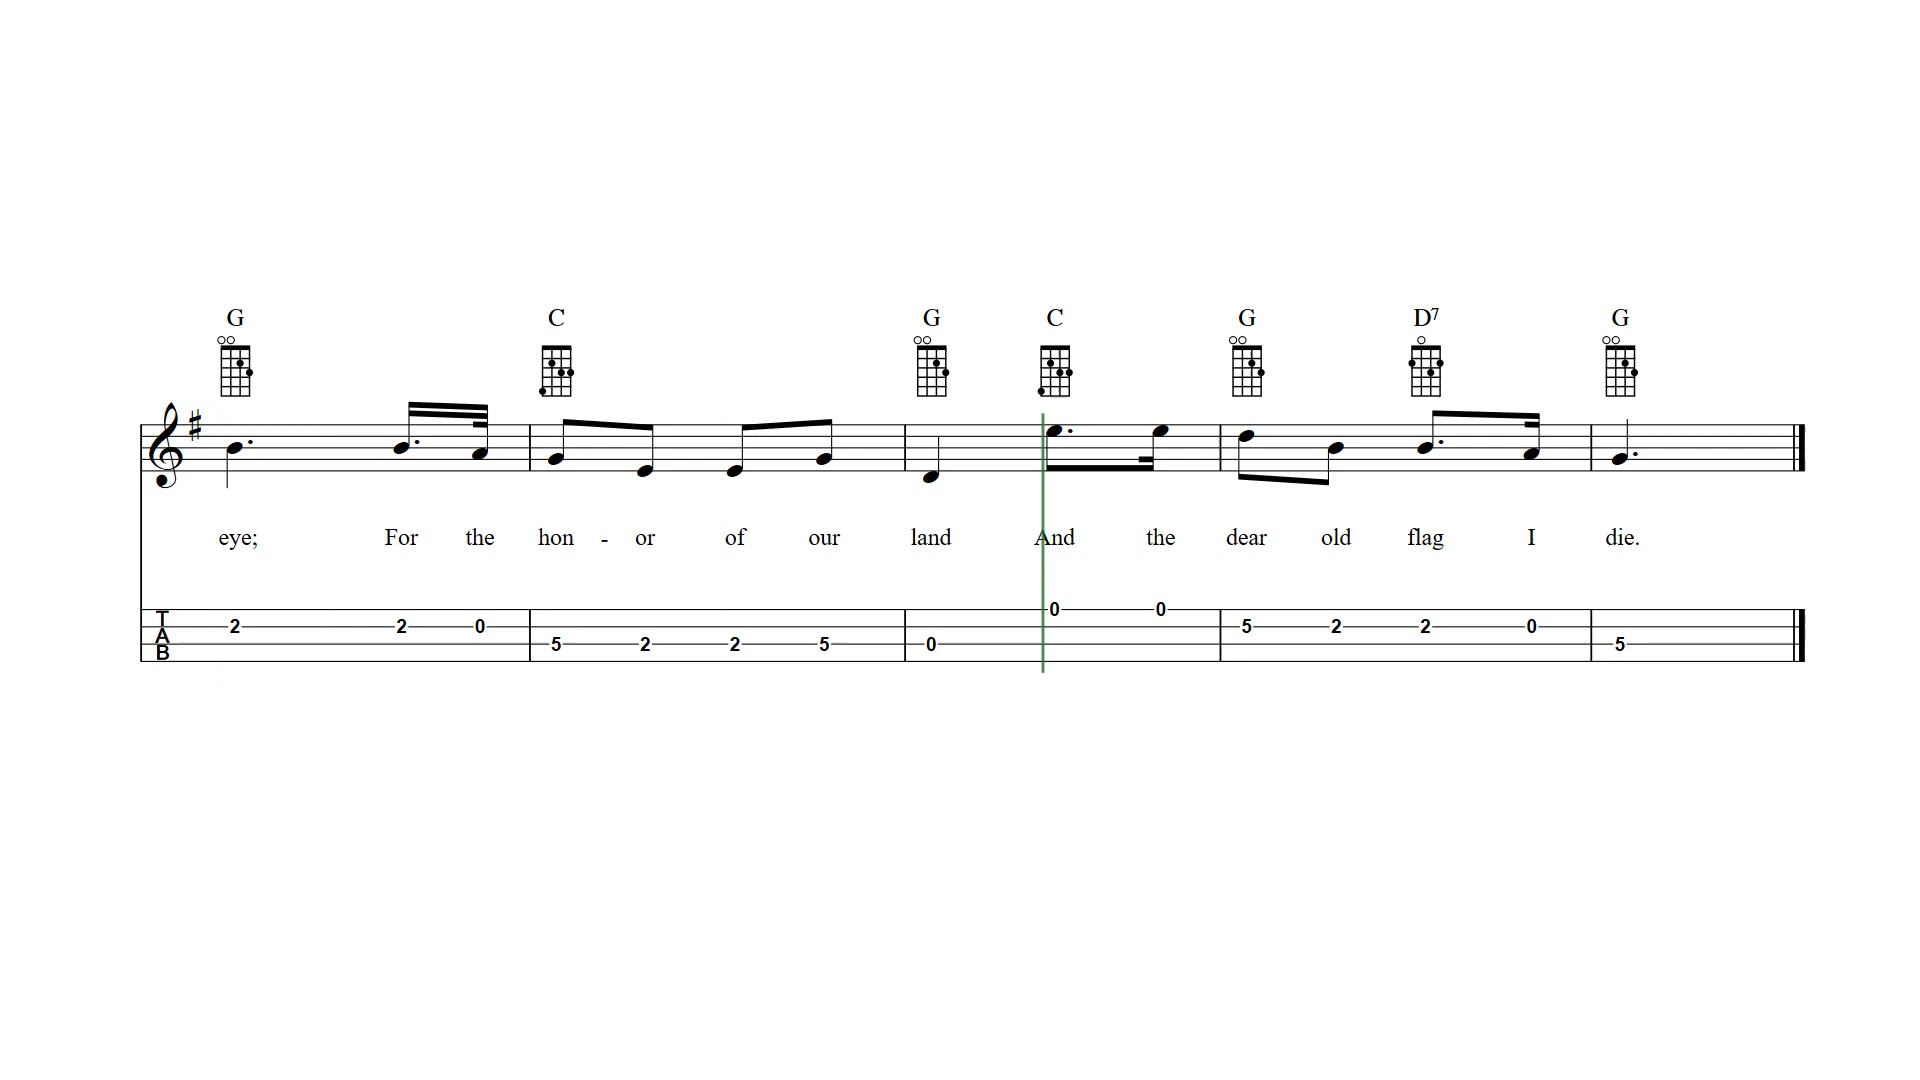 G C G C G D7 G
eye; For the hon - or of our land And the dear old flag I die.
T 2 2 0 5 2 2 5 0 0 0 5 2 2 0 5
A
B